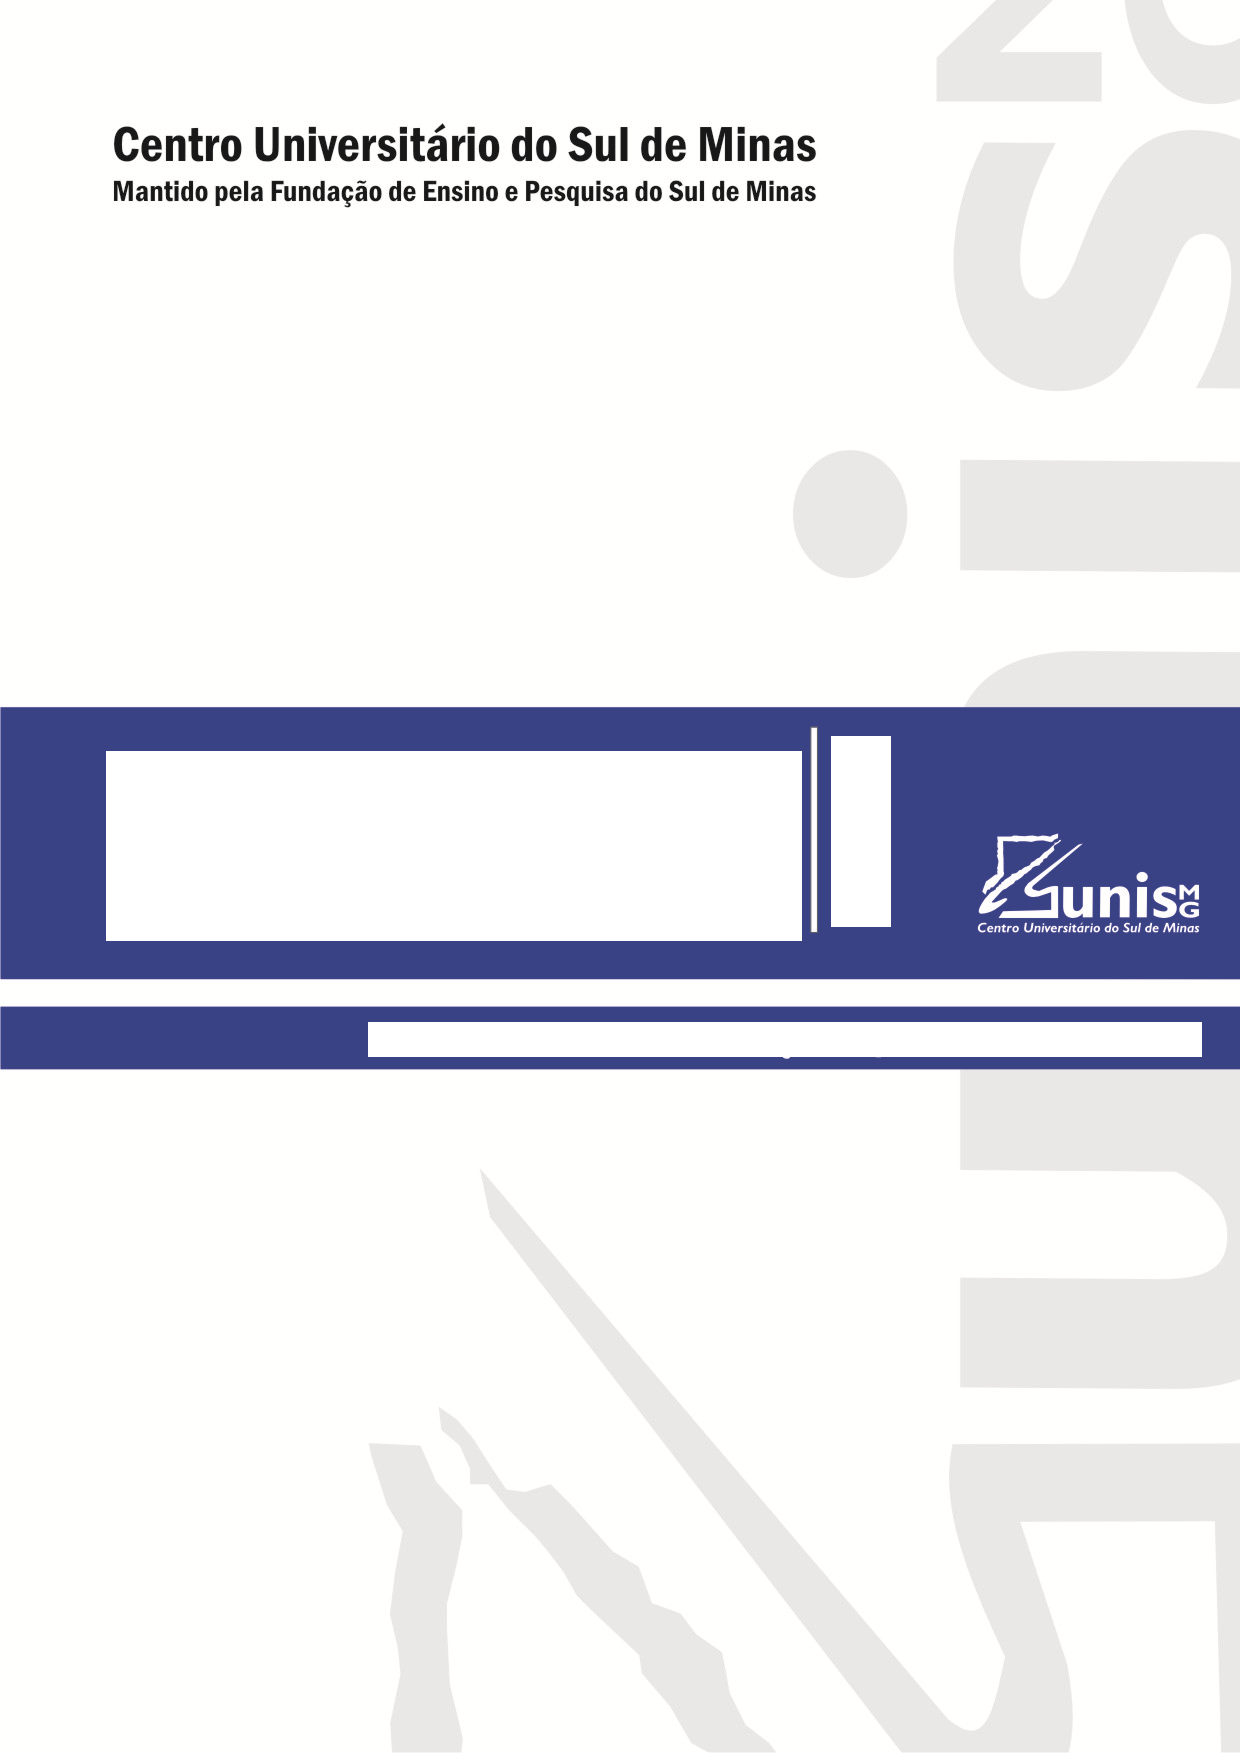 Centro Universitário do Sul de Minas
Mantido pela Fundação de Ensino e Pesquisa do Sul de Minas
unis MG
Centro Universitário do Sul de Minas